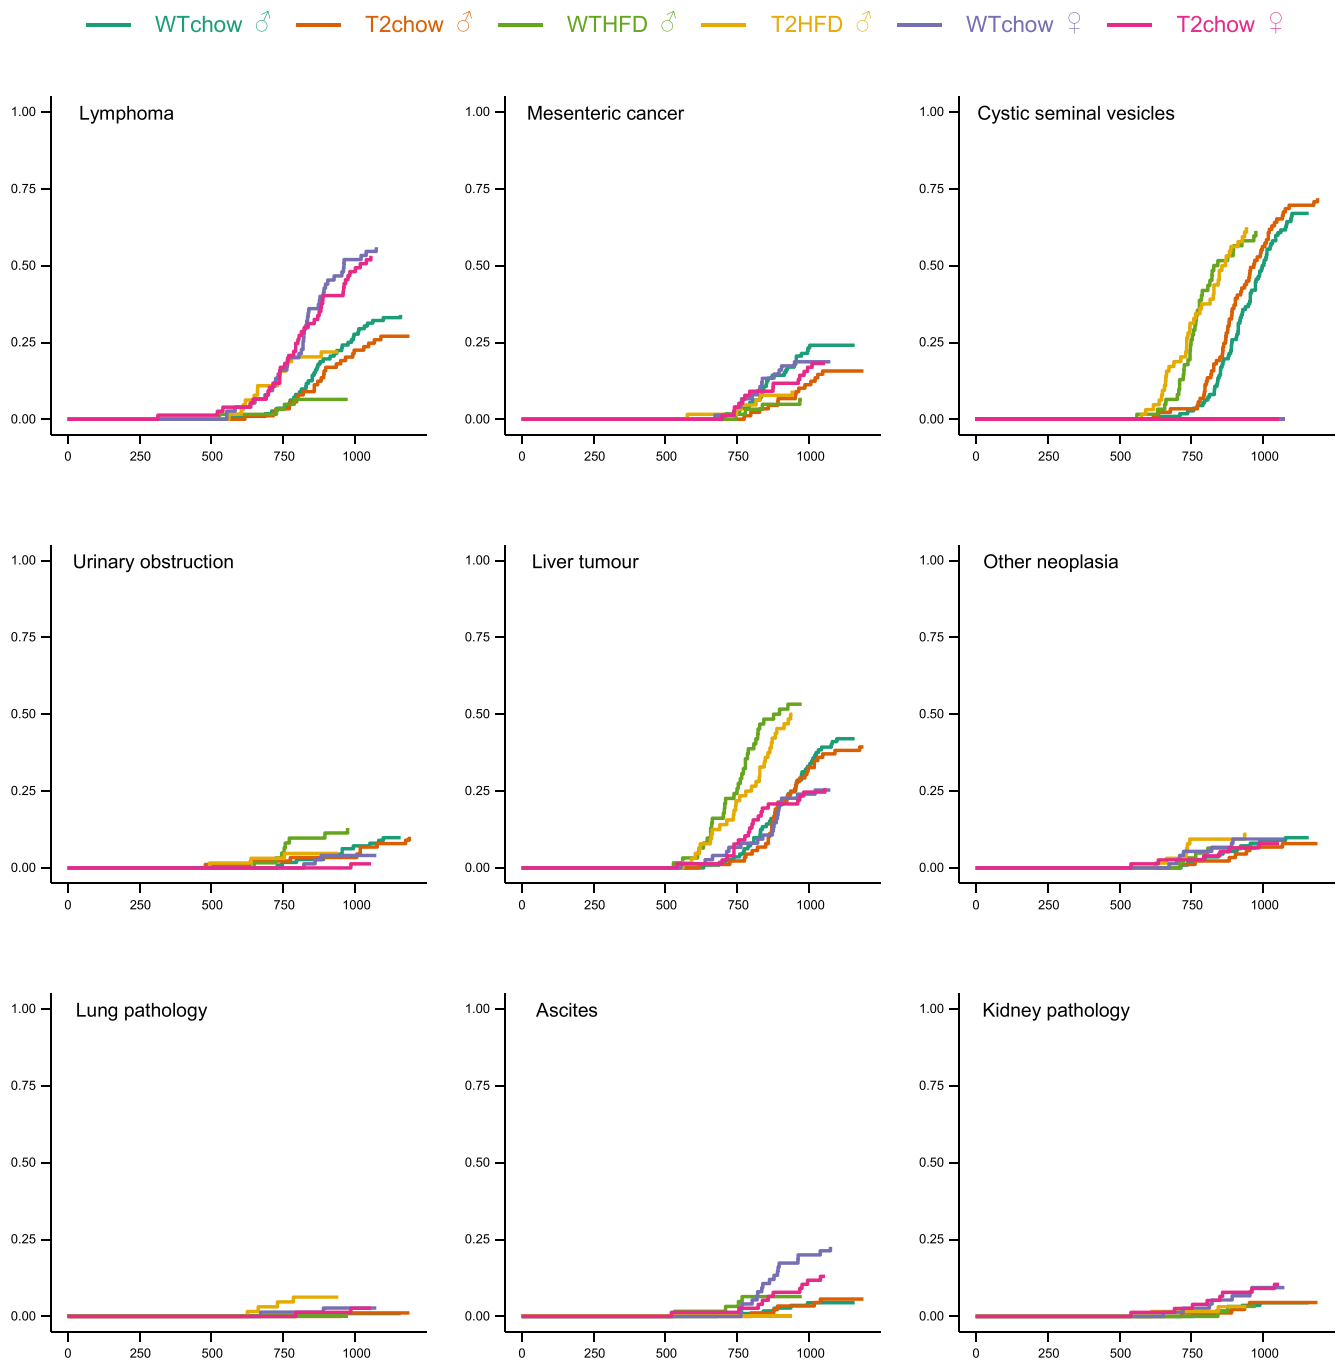 WTchow ♂ T2chow ♂ WTHFD ♂ T2HFD ♂ WTchow ♀ T2chow ♀
Lymphoma
1.00
0.75
0.50
0.25
0.00
0 250 500 750 1000
Mesenteric cancer
1.00
0.75
0.50
0.25
0.00
0 250 500 750 1000
Cystic seminal vesicles
1.00
0.75
0.50
0.25
0.00
0 250 500 750 1000
Urinary obstruction
1.00
0.75
0.50
0.25
0.00
0 250 500 750 1000
Liver tumour
1.00
0.75
0.50
0.25
0.00
0 250 500 750 1000
Other neoplasia
1.00
0.75
0.50
0.25
0.00
0 250 500 750 1000
Lung pathology
1.00
0.75
0.50
0.25
0.00
0 250 500 750 1000
Ascites
1.00
0.75
0.50
0.25
0.00
0 250 500 750 1000
Kidney pathology
1.00
0.75
0.50
0.25
0.00
0 250 500 750 1000